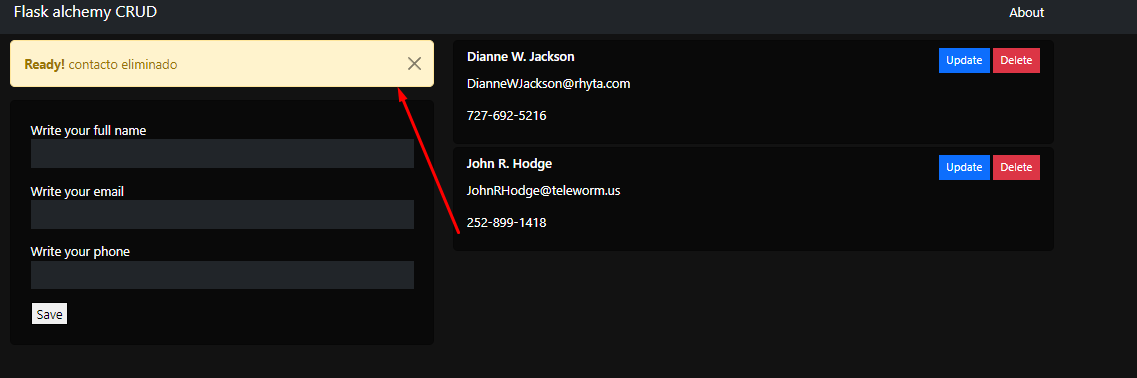 Flask alchemy CRUD
About
Ready! contacto eliminado
Write your full name
Write your email
Write your phone
Save
Dianne W. Jackson
Update Delete
DianneWJackson@rhyta.com
727-692-5216
John R. Hodge
Update Delete
JohnRHodge@teleworm.us
252-899-1418